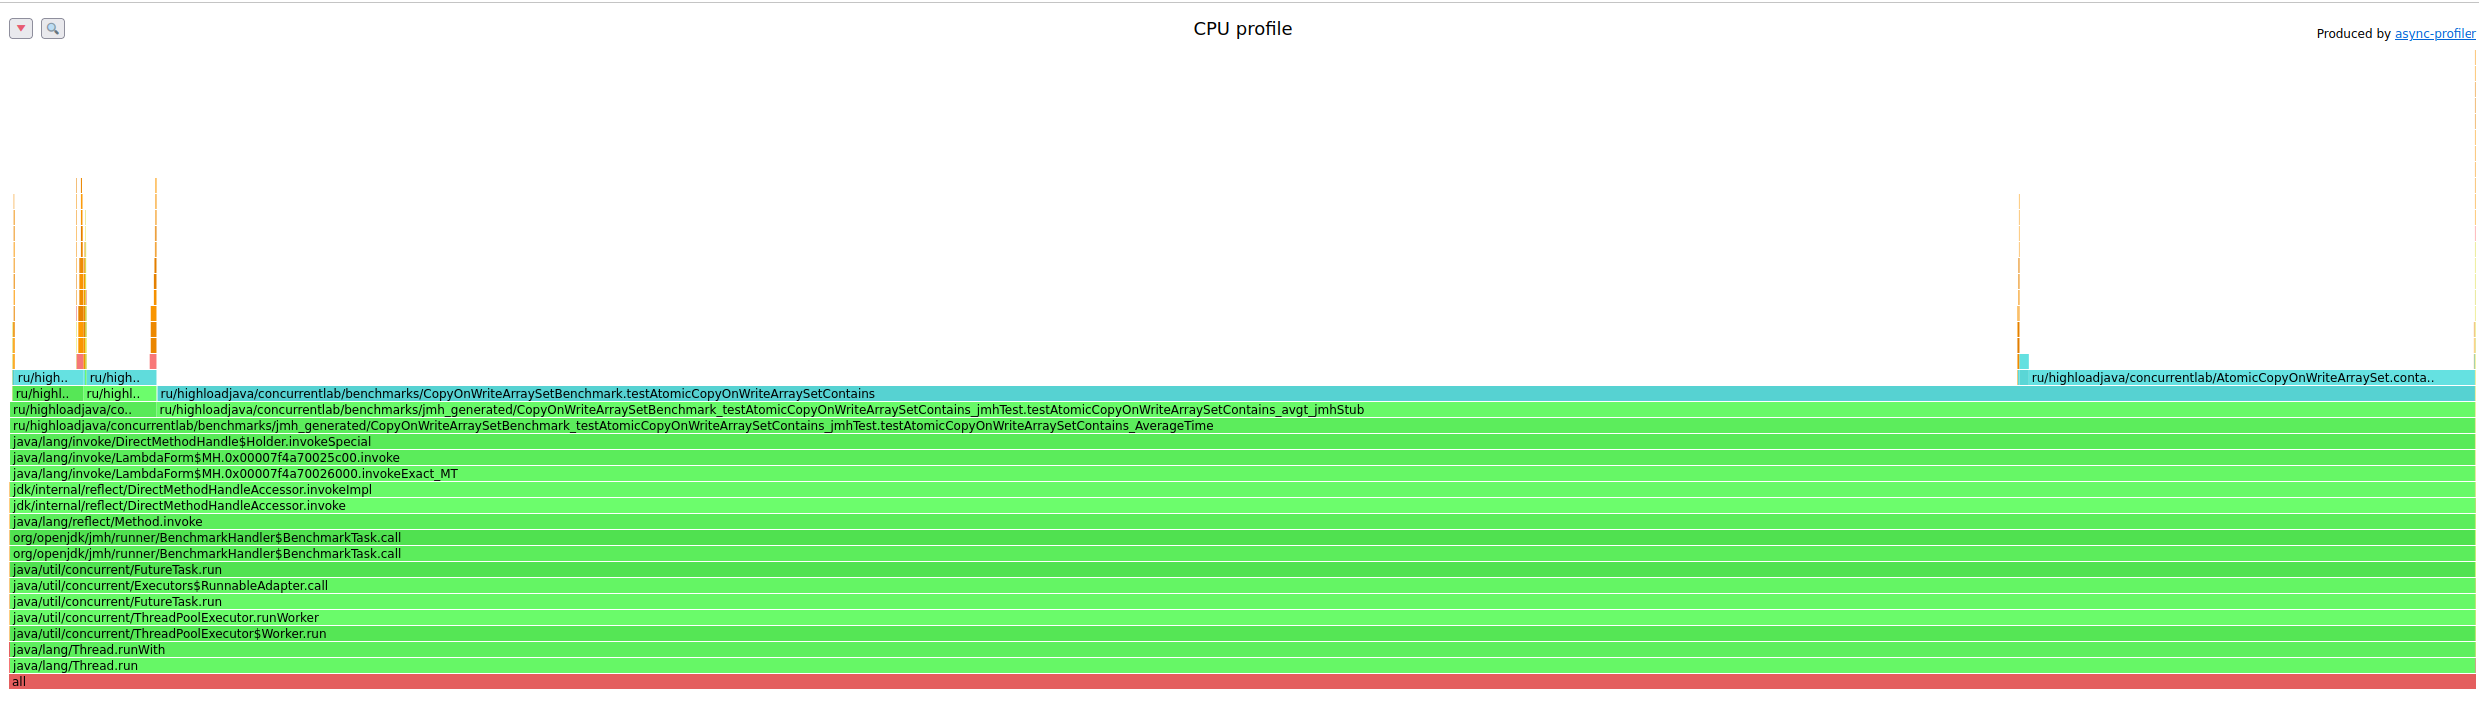 CPU profile
Produced by async-profiler
ru/high.. ru/high.. ru/highloadjava/concurrentlab/AtomicCopyOnWriteArraySet.conta..
ru/highl.. ru/highl.. ru/highloadjava/concurrentlab/benchmarks/CopyOnWriteArraySetBenchmark.testAtomicCopyOnWriteArraySetContains
ru/highloadjava/co.. ru/highloadjava/concurrentlab/benchmarks/jmh_generated/CopyOnWriteArraySetBenchmark_testAtomicCopyOnWriteArraySetContains_jmhTest.testAtomicCopyOnWriteArraySetContains_avgt_jmhStub
ru/highloadjava/concurrentlab/benchmarks/jmh_generated/CopyOnWriteArraySetBenchmark_testAtomicCopyOnWriteArraySetContains_jmhTest.testAtomicCopyOnWriteArraySetContains_AverageTime
java/lang/invoke/DirectMethodHandle$Holder.invokeSpecial
java/lang/invoke/LambdaForm$MH.0x00007f4a70025c00.invoke
java/lang/invoke/LambdaForm$MH.0x00007f4a70026000.invokeExact_MT
jdk/internal/reflect/DirectMethodHandleAccessor.invokeImpl
jdk/internal/reflect/DirectMethodHandleAccessor.invoke
java/lang/reflect/Method.invoke
org/openjdk/jmh/runner/BenchmarkHandler$BenchmarkTask.call
org/openjdk/jmh/runner/BenchmarkHandler$BenchmarkTask.call
java/util/concurrent/FutureTask.run
java/util/concurrent/Executors$RunnableAdapter.call
java/util/concurrent/FutureTask.run
java/util/concurrent/ThreadPoolExecutor.runWorker
java/util/concurrent/ThreadPoolExecutor$Worker.run
java/lang/Thread.runWith
java/lang/Thread.run
all